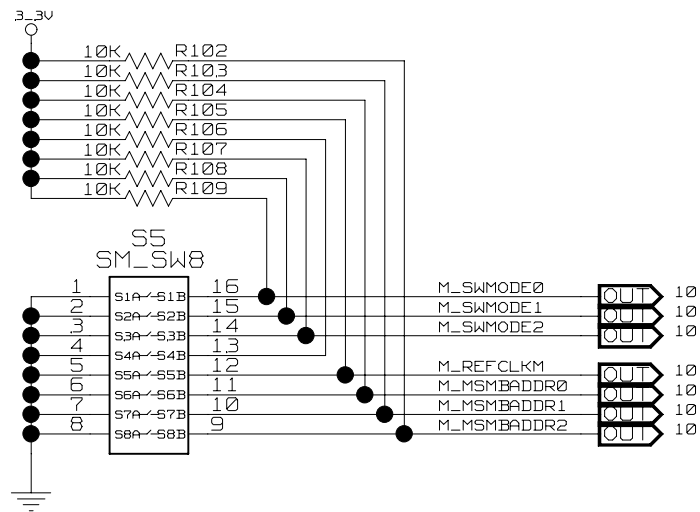 3_3V
10K R102
10K R103
10K R104
10K R105
10K R106
10K R107
10K R108
10K R109
S5
SM_SW8
1 S1A/S1B 16 M_SWMODE0 OUT 10
2 S2A/S2B 15 M_SWMODE1 OUT 10
3 S3A/S3B 14 M_SWMODE2 OUT 10
4 S4A/S4B 13
5 S5A/S5B 12 M_REFCLKM OUT 10
6 S6A/S6B 11 M_MSMBADDR0 OUT 10
7 S7A/S7B 10 M_MSMBADDR1 OUT 10
8 S8A/S8B 9 M_MSMBADDR2 OUT 10